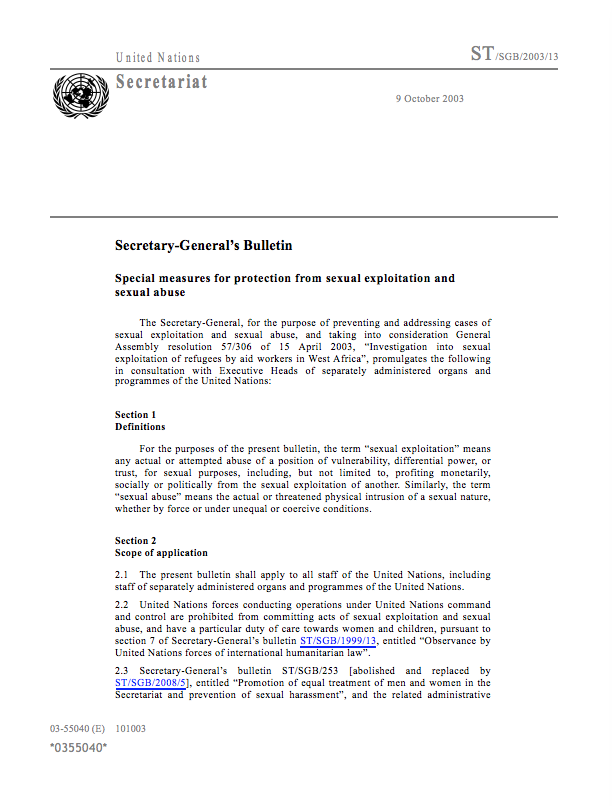 United Nations
ST/SGB/2003/13
Secretariat
9 October 2003
Secretary-General’s Bulletin
Special measures for protection from sexual exploitation and
sexual abuse
The Secretary-General, for the purpose of preventing and addressing cases of
sexual exploitation and sexual abuse, and taking into consideration General
Assembly resolution 57/306 of 15 April 2003, “Investigation into sexual
exploitation of refugees by aid workers in West Africa”, promulgates the following
in consultation with Executive Heads of separately administered organs and
programmes of the United Nations:
Section 1
Definitions
For the purposes of the present bulletin, the term “sexual exploitation” means
any actual or attempted abuse of a position of vulnerability, differential power, or
trust, for sexual purposes, including, but not limited to, profiting monetarily,
socially or politically from the sexual exploitation of another. Similarly, the term
“sexual abuse” means the actual or threatened physical intrusion of a sexual nature,
whether by force or under unequal or coercive conditions.
Section 2
Scope of application
2.1 The present bulletin shall apply to all staff of the United Nations, including
staff of separately administered organs and programmes of the United Nations.
2.2 United Nations forces conducting operations under United Nations command
and control are prohibited from committing acts of sexual exploitation and sexual
abuse, and have a particular duty of care towards women and children, pursuant to
section 7 of Secretary-General’s bulletin ST/SGB/1999/13, entitled “Observance by
United Nations forces of international humanitarian law”.
2.3 Secretary-General’s bulletin ST/SGB/253 [abolished and replaced by
ST/SGB/2008/5], entitled “Promotion of equal treatment of men and women in the
Secretariat and prevention of sexual harassment”, and the related administrative
03-55040 (E) 101003
*0355040*